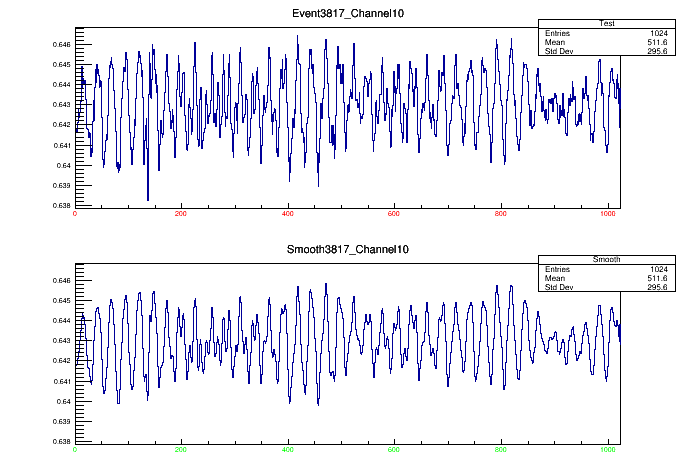 Event3817_Channel10
Test
Entries 1024
Mean 511.6
Std Dev 295.6
0.646
0.645
0.644
0.643
0.642
0.641
0.64
0.639
0.638
0 200 400 600 800 1000
Smooth3817_Channel10
Smooth
Entries 1024
Mean 511.6
Std Dev 295.6
0.646
0.645
0.644
0.643
0.642
0.641
0.64
0.639
0.638
0 200 400 600 800 1000